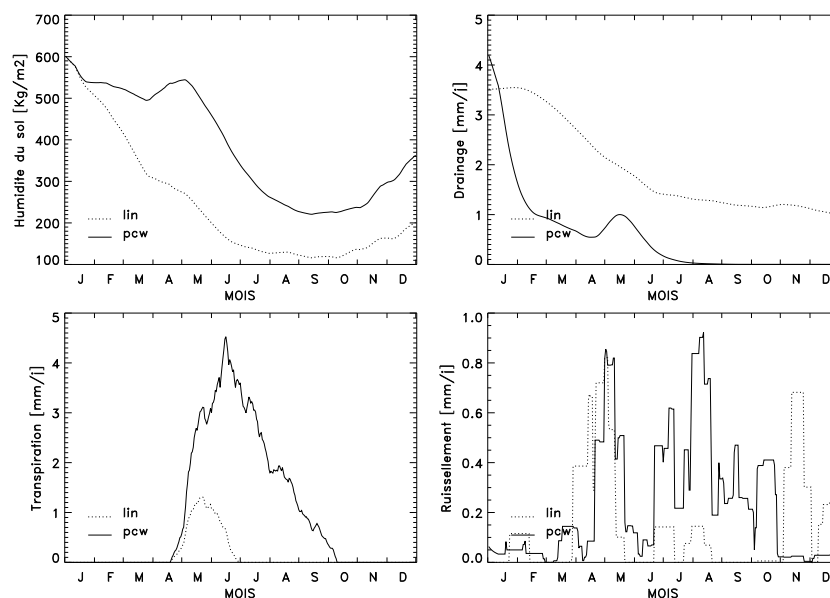 Humidite du sol [Kg/m2]
700
600
500
400
300
200
100
lin
pcw
J F M A M J J A S O N D
MOIS
Drainage [mm/j]
5
4
3
2
1
0
lin
pcw
J F M A M J J A S O N D
MOIS
Transpiration [mm/j]
5
4
3
2
1
0
lin
pcw
J F M A M J J A S O N D
MOIS
Ruissellement [mm/j]
1.0
0.8
0.6
0.4
0.2
0.0
lin
pcw
J F M A M J J A S O N D
MOIS